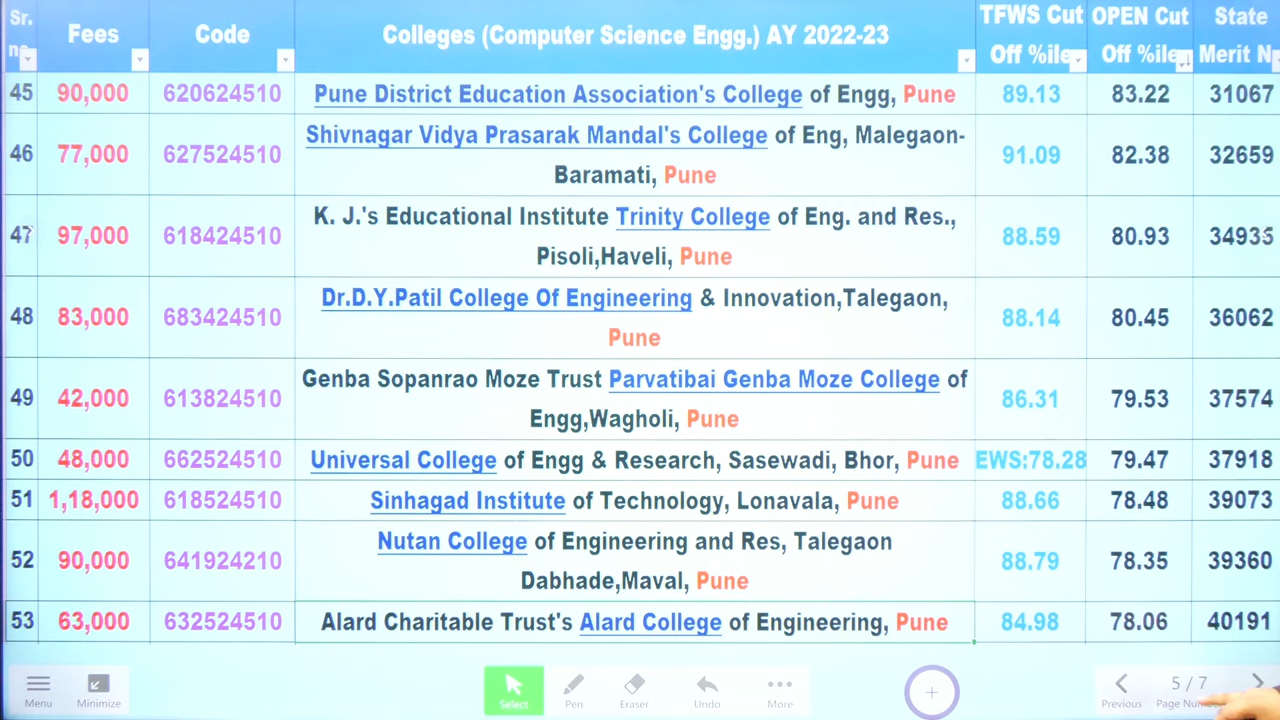 Sr. no Fees Code Colleges (Computer Science Engg.) AY 2022-23 TFWS Cut Off %ile OPEN Cut Off %ile State Merit N
45 90,000 620624510 Pune District Education Association's College of Engg, Pune 89.13 83.22 31067
46 77,000 627524510 Shivnagar Vidya Prasarak Mandal's College of Eng, Malegaon-
Baramati, Pune 91.09 82.38 32659
47 97,000 618424510 K. J.'s Educational Institute Trinity College of Eng. and Res.,
Pisoli,Haveli, Pune 88.59 80.93 34935
48 83,000 683424510 Dr.D.Y.Patil College Of Engineering & Innovation,Talegaon,
Pune 88.14 80.45 36062
49 42,000 613824510 Genba Sopanrao Moze Trust Parvatibai Genba Moze College of
Engg,Wagholi, Pune 86.31 79.53 37574
50 48,000 662524510 Universal College of Engg & Research, Sasewadi, Bhor, Pune EWS:78.28 79.47 37918
51 1,18,000 618524510 Sinhagad Institute of Technology, Lonavala, Pune 88.66 78.48 39073
52 90,000 641924210 Nutan College of Engineering and Res, Talegaon
Dabhade,Maval, Pune 88.79 78.35 39360
53 63,000 632524510 Alard Charitable Trust's Alard College of Engineering, Pune 84.98 78.06 40191
Menu Minimize Select Pen Eraser Undo More Previous 5 / 7 Page